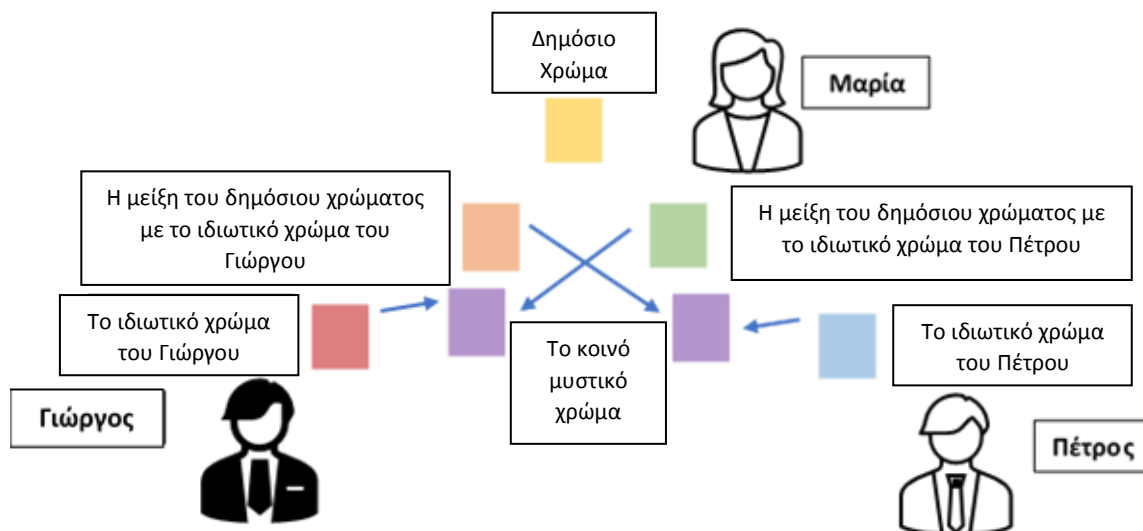 Δημόσιο
Χρώμα
Μαρία
Η μείξη του δημόσιου χρώματος
με το ιδιωτικό χρώμα του
Γιώργου
Η μείξη του δημόσιου χρώματος με
το ιδιωτικό χρώμα του Πέτρου
Το ιδιωτικό χρώμα
του Γιώργου
Το κοινό
μυστικό
χρώμα
Το ιδιωτικό χρώμα
του Πέτρου
Γιώργος
Πέτρος